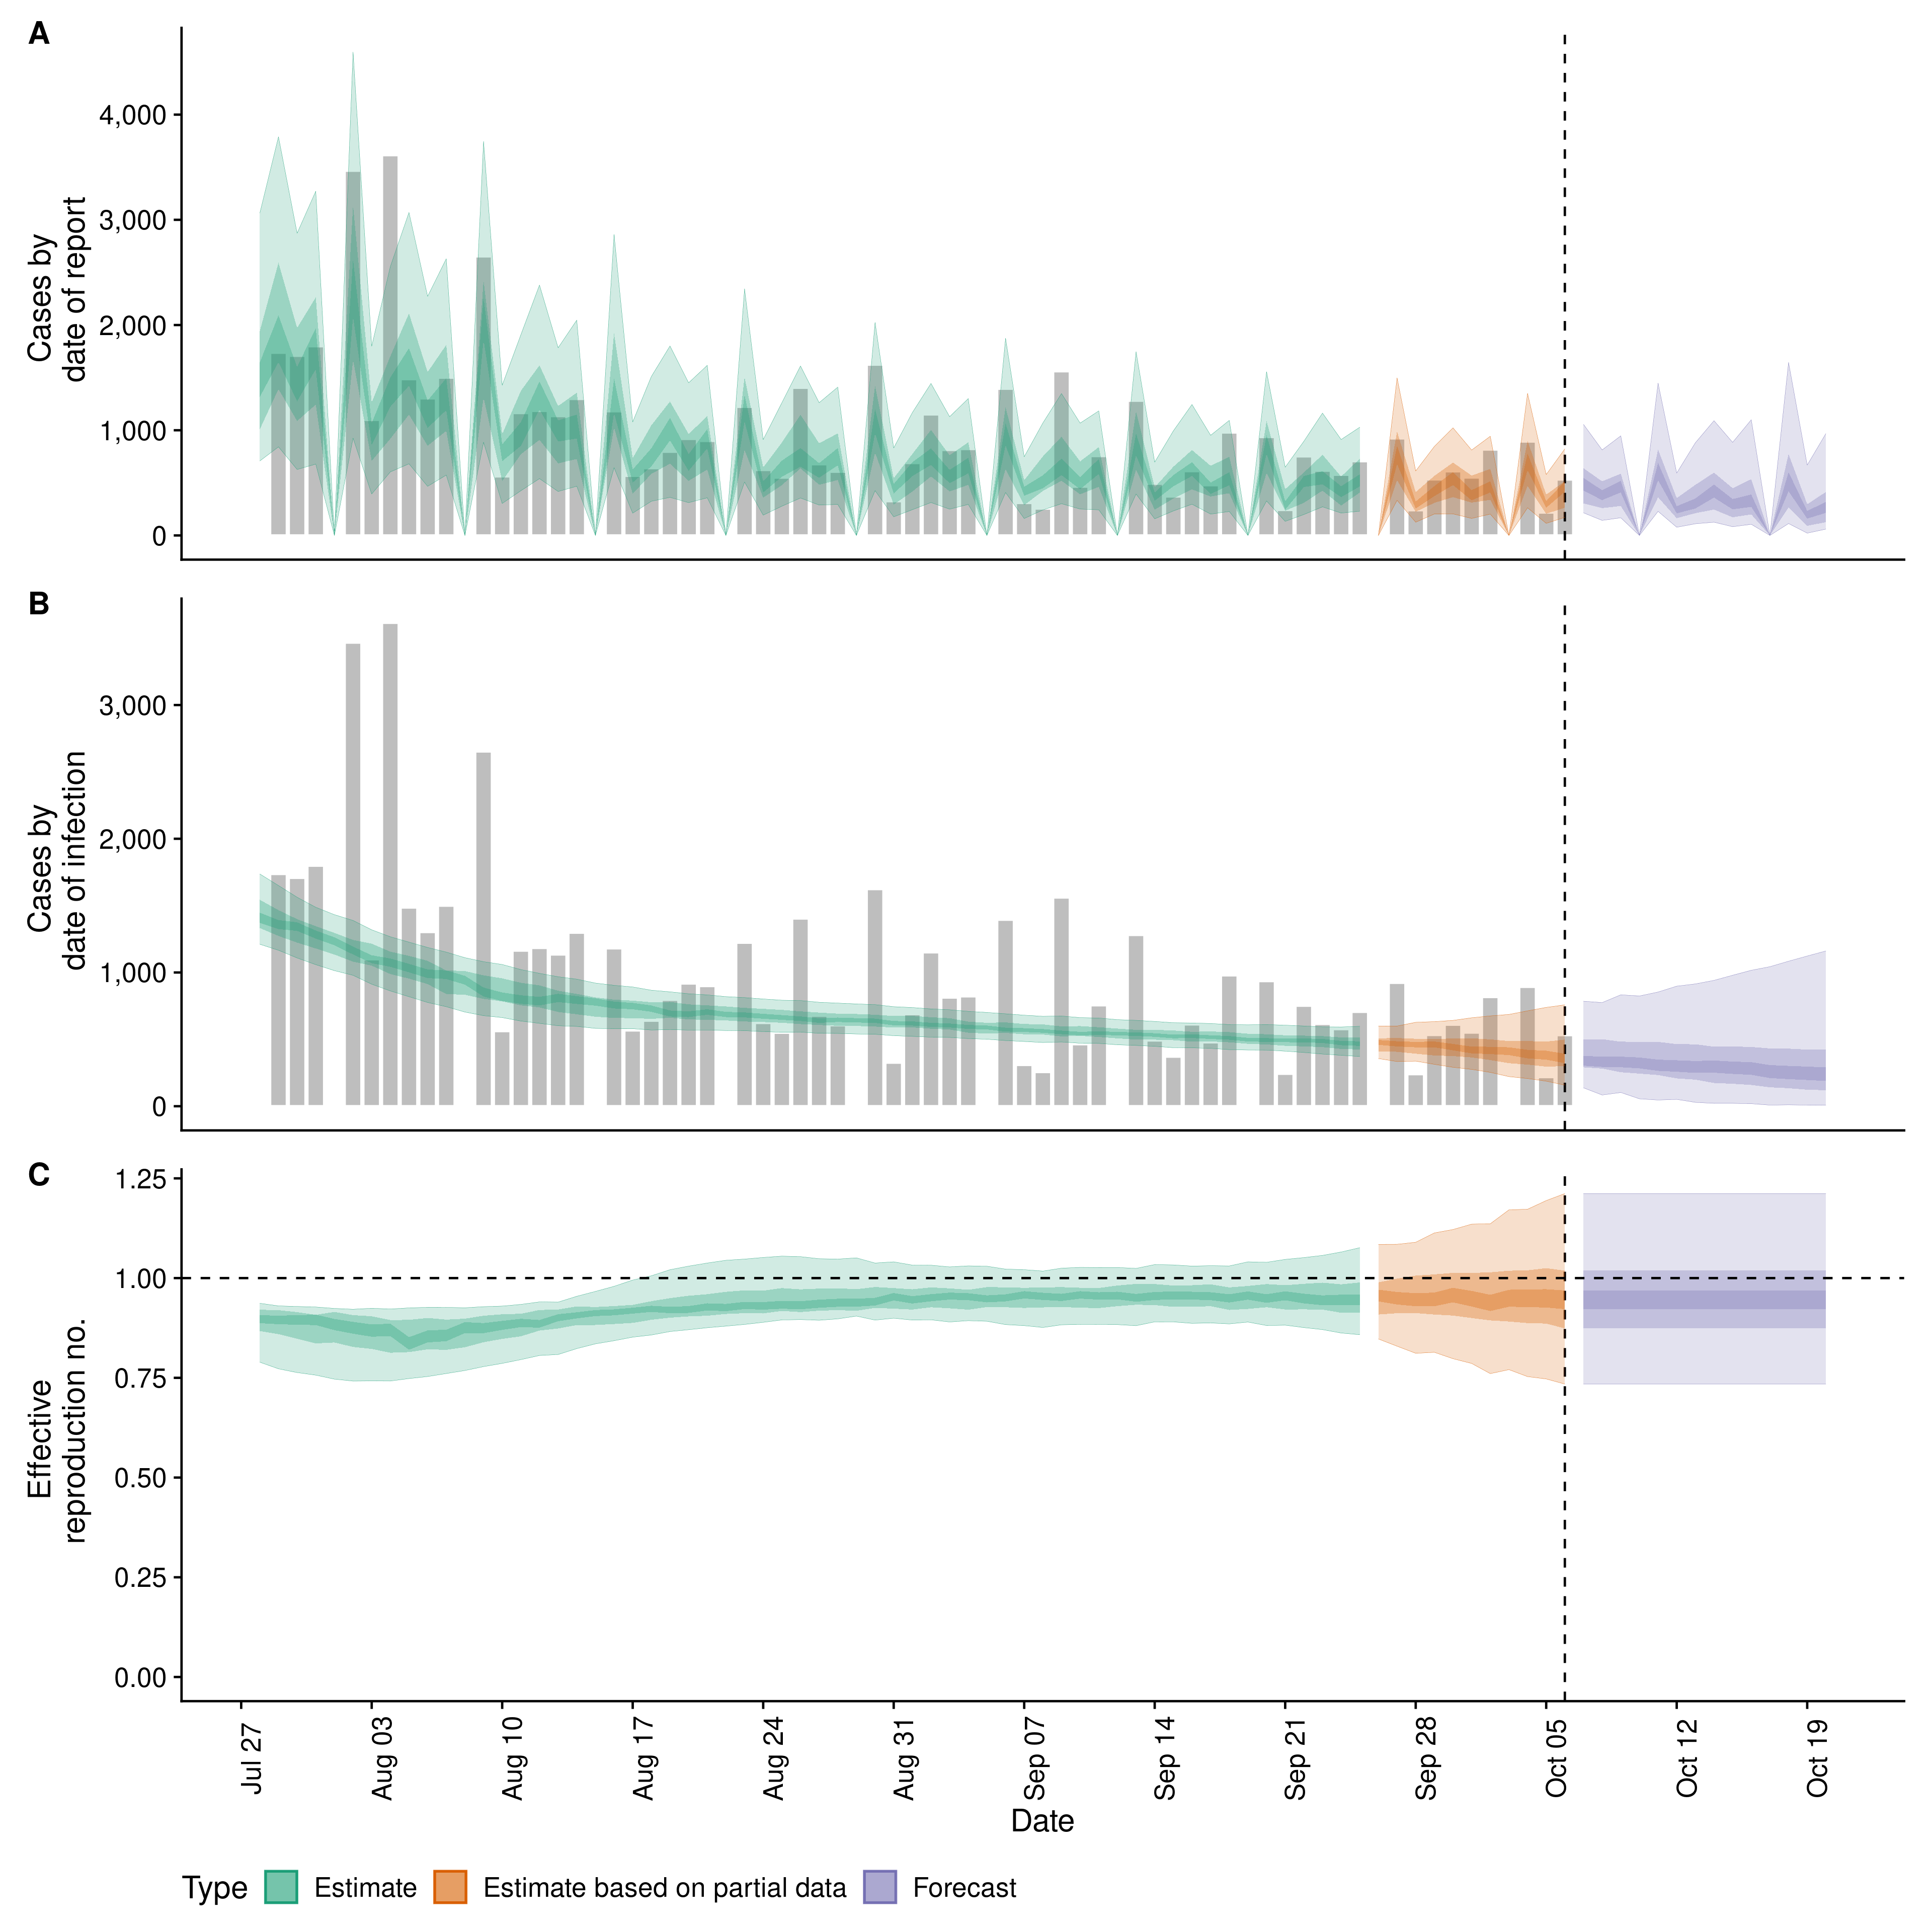 A
Cases by
date of report
4,000
3,000
2,000
1,000
0
B
Cases by
date of infection
3,000
2,000
1,000
0
C
Effective
reproduction no.
1.25
1.00
0.75
0.50
0.25
0.00
Jul 27
Aug 03
Aug 10
Aug 17
Aug 24
Aug 31
Sep 07
Sep 14
Sep 21
Sep 28
Oct 05
Oct 12
Oct 19
Date
Type Estimate Estimate based on partial data Forecast